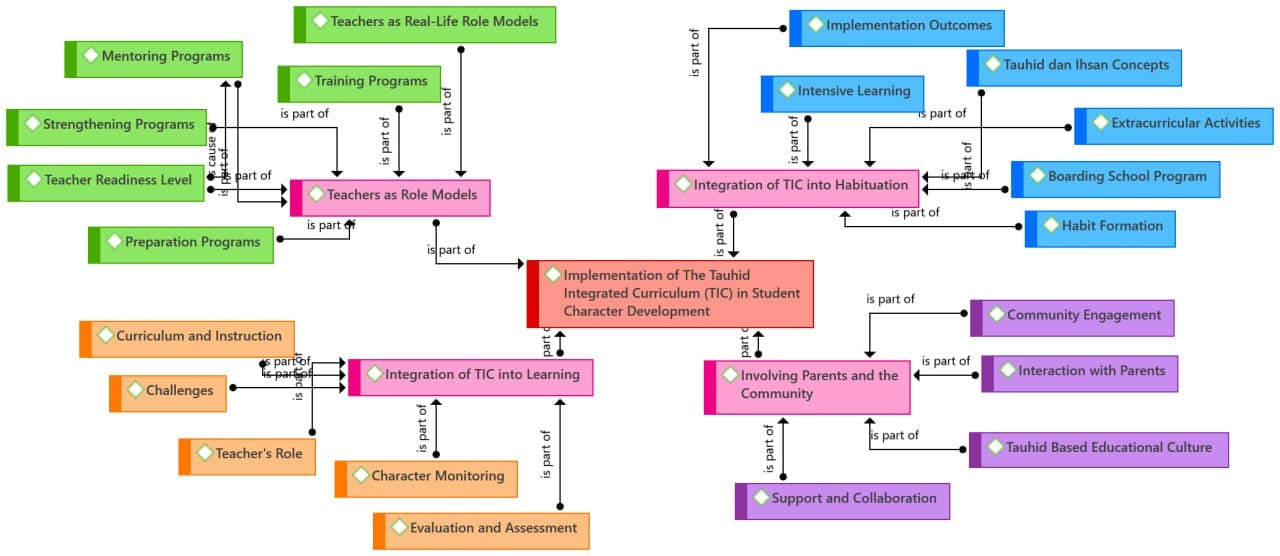 Teachers as Real-Life Role Models
Implementation Outcomes
is part of
Mentoring Programs
Tauhid dan Ihsan Concepts
Training Programs
Intensive Learning
is part of
is part of
is part of
Strengthening Programs
Extracurricular Activities
is part of
is part of
is cause
is part of
is part of
Teacher Readiness Level
is part of
is part of
Boarding School Program
Integration of TIC into Habituation
Teachers as Role Models
is part of
is part of
Habit Formation
is part of
Preparation Programs
is part of
is part of
Implementation of The Tauhid
Integrated Curriculum (TIC) in Student
Character Development
is part of
Community Engagement
Curriculum and Instruction
part
part
is part of
is part of
is part of
is part of
Integration of TIC into Learning
Involving Parents and the
Community
Interaction with Parents
Challenges
is part of
is part of
Tauhid Based Educational Culture
Teacher's Role
is part of
is part of
Character Monitoring
Support and Collaboration
Evaluation and Assessment